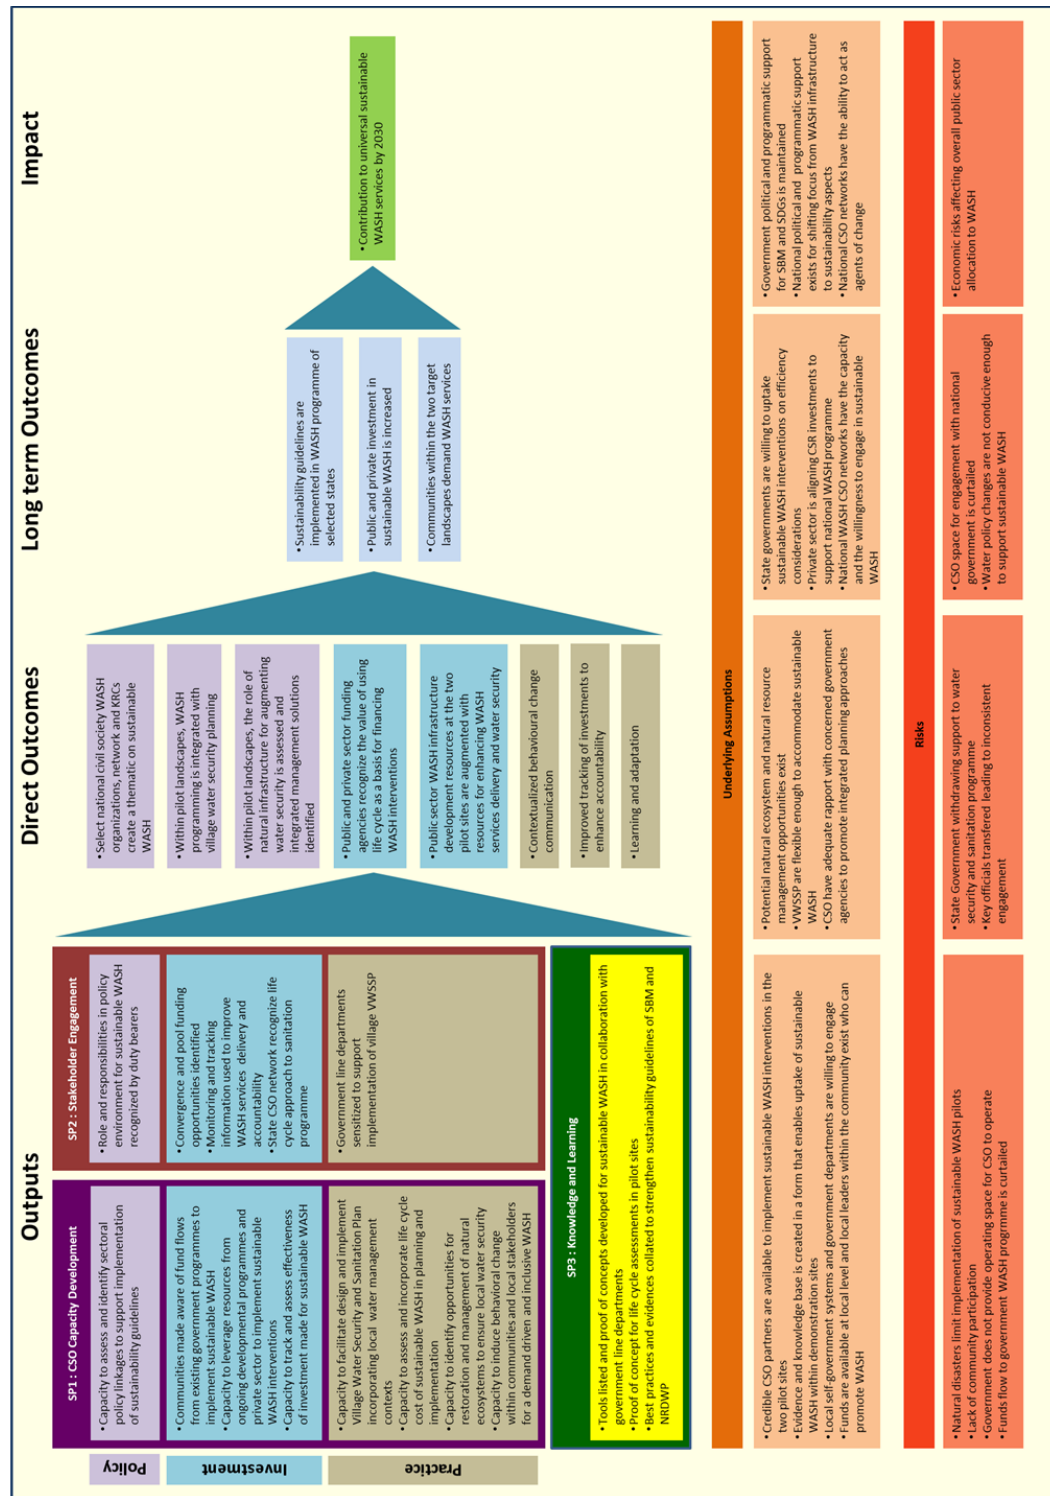 Outputs
Direct Outcomes
Long term Outcomes
Impact
Policy
Investment
Practice
SP1 : CSO Capacity Development
• Capacity to assess and identify sectoral
policy linkages to support implementation
of sustainability guidelines
• Communities made aware of fund flows
from existing government programmes to
implement sustainable WASH
• Capacity to leverage resources from
ongoing developmental programmes and
private sector to implement sustainable
WASH interventions
• Capacity to track and assess effectiveness
of investment made for sustainable WASH
• Capacity to facilitate design and implement
Village Water Security and Sanitation Plan
incorporating local water management
contexts
• Capacity to assess and incorporate life cycle
cost of sustainable WASH in planning and
implementation
• Capacity to identify opportunities for
restoration and management of natural
ecosystems to ensure local water security
• Capacity to induce behavioral change
within communities and local stakeholders
for a demand driven and inclusive WASH
SP2 : Stakeholder Engagement
• Role and responsibilities in policy
environment for sustainable WASH
recognized by duty bearers
• Convergence and pool funding
opportunities identified
• Monitoring and tracking
information used to improve
WASH services delivery and
accountability
• State CSO network recognize life
cycle approach to sanitation
programme
• Government line departments
sensitized to support
implementation of village VWSSP
SP3 : Knowledge and Learning
• Tools listed and proof of concepts developed for sustainable WASH in collaboration with
government line departments
• Proof of concept for life cycle assessments in pilot sites
• Best practices and evidences collated to strengthen sustainability guidelines of SBM and
NRDWP
• Select national civil society WASH
organizations, network and KRCs
create a thematic on sustainable
WASH
• Within pilot landscapes, WASH
programming is integrated with
village water security planning
• Within pilot landscapes, the role of
natural infrastructure for augmenting
water security is assessed and
integrated management solutions
identified
• Public and private sector funding
agencies recognize the value of using
life cycle as a basis for financing
WASH interventions
• Public sector WASH infrastructure
development resources at the two
pilot sites are augmented with
resources for enhancing WASH
services delivery and water security
• Contextualized behavioural change
communication
• Improved tracking of investments to
enhance accountability
• Learning and adaptation
• Sustainability guidelines are
implemented in WASH programme of
selected states
• Public and private investment in
sustainable WASH is increased
• Communities within the two target
landscapes demand WASH services
• Contribution to universal sustainable
WASH services by 2030
Underlying Assumptions
• Credible CSO partners are available to implement sustainable WASH interventions in the
two pilot sites
• Evidence and knowledge base is created in a form that enables uptake of sustainable
WASH within demonstration sites
• Local self-government systems and government departments are willing to engage
• Funds are available at local level and local leaders within the community exist who can
promote WASH
• Potential natural ecosystem and natural resource
management opportunities exist
• VWSSP are flexible enough to accommodate sustainable
WASH
• CSO have adequate rapport with concerned government
agencies to promote integrated planning approaches
• State governments are willing to uptake
sustainable WASH interventions on efficiency
considerations
• Private sector is aligning CSR investments to
support national WASH programme
• National WASH CSO networks have the capacity
and the willingness to engage in sustainable
WASH
• Government political and programmatic support
for SBM and SDGs is maintained
• National political and programmatic support
exists for shifting focus from WASH infrastructure
to sustainability aspects
• National CSO networks have the ability to act as
agents of change
Risks
• Natural disasters limit implementation of sustainable WASH pilots
• Lack of community participation
• Government does not provide operating space for CSO to operate
• Funds flow to government WASH progrmme is curtailed
• State Government withdrawing support to water
security and sanitation programme
• Key officials transferred leading to inconsistent
engagement
• CSO space for engagement with national
government is curtailed
• Water policy changes are not conducive enough
to support sustainable WASH
• Economic risks affecting overall public sector
allocation to WASH